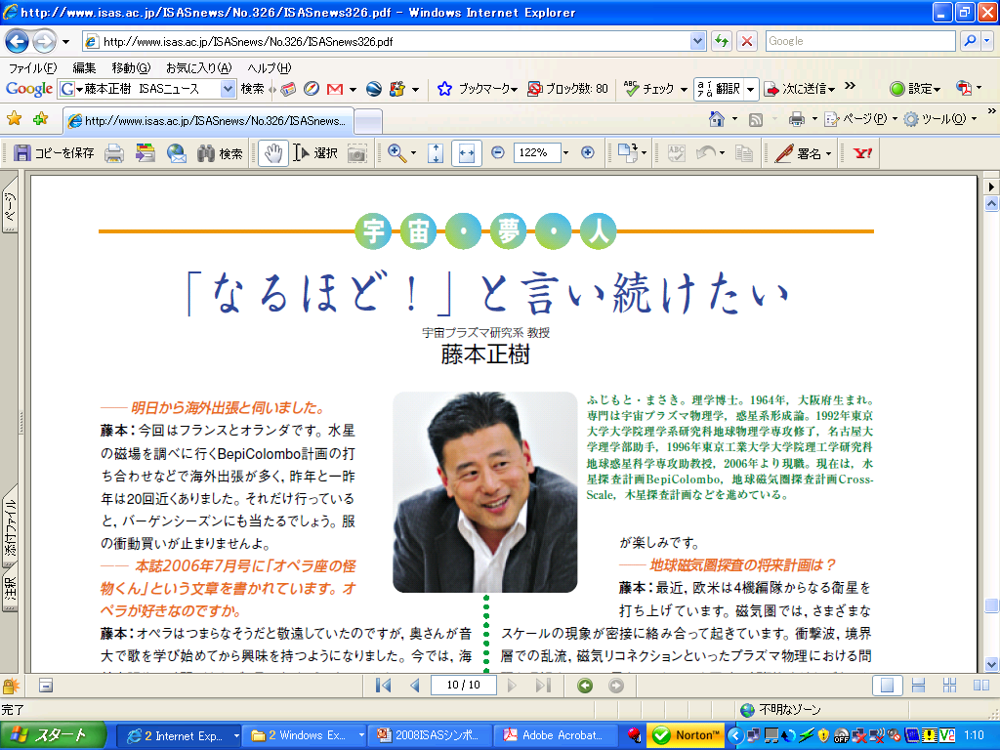 http://www.isas.ac.jp/ISASnews/No.326/ISASnews326.pdf - Windows Internet Explorer
http://www.isas.ac.jp/ISASnews/No.326/ISASnews326.pdf
Google
ファイル(F) 編集 移動(G) お気に入り(A) ヘルプ(H)
Google G 藤本正樹 ISASニュース 検索 ブックマーク ブロック数: 80 チェック 翻訳 次に送信 設定
http://www.isas.ac.jp/ISASnews/No.326/ISASnews...
ページ(P) ツール(O)
コピーを保存 検索 選択 122% 署名 Y!
ページ
添付ファイル
注釈
宇宙・夢・人
「なるほど！」と言い続けたい
宇宙プラズマ研究系 教授
藤本正樹
── 明日から海外出張と伺いました。
藤本：今回はフランスとオランダです。水星
の磁場を調べに行くBepiColombo計画の打
ち合わせなどで海外出張が多く，昨年と一昨
年は20回近くありました。それだけ行っている
と，バーゲンシーズンにも当たるでしょう。服
の衝動買いが止まりませんよ。
── 本誌2006年7月号に「オペラ座の怪
物くん」という文章を書かれています。オ
ペラが好きなのですか。
藤本：オペラはつまらなそうだと敬遠していたのですが，奥さんが音
大で歌を学び始めてから興味を持つようになりました。今では，海
ふじもと・まさき。理学博士。1964年，大阪府生まれ。
専門は宇宙プラズマ物理学，惑星系形成論。1992年東京
大学大学院理学系研究科地球物理学専攻修了，名古屋大
学理学部助手，1996年東京工業大学大学院理工学研究科
地球惑星科学専攻助教授，2006年より現職。現在は，水
星探査計画BepiColombo，地球磁気圏探査計画Cross-
Scale，木星探査計画などを進めている。
が楽しみです。
── 地球磁気圏探査の将来計画は？
藤本：最近，欧米は4機編隊からなる衛星を
打ち上げています。磁気圏では，さまざまな
スケールの現象が密接に絡み合って起きています。衝撃波，境界
層での乱流，磁気リコネクションといったプラズマ物理における問
10 / 10
完了
不明なゾーン
スタート 2 Internet Exp... 2 Windows Ex... 2008ISASシンポ... Adobe Acrobat... Norton™ OFF V2 1:10